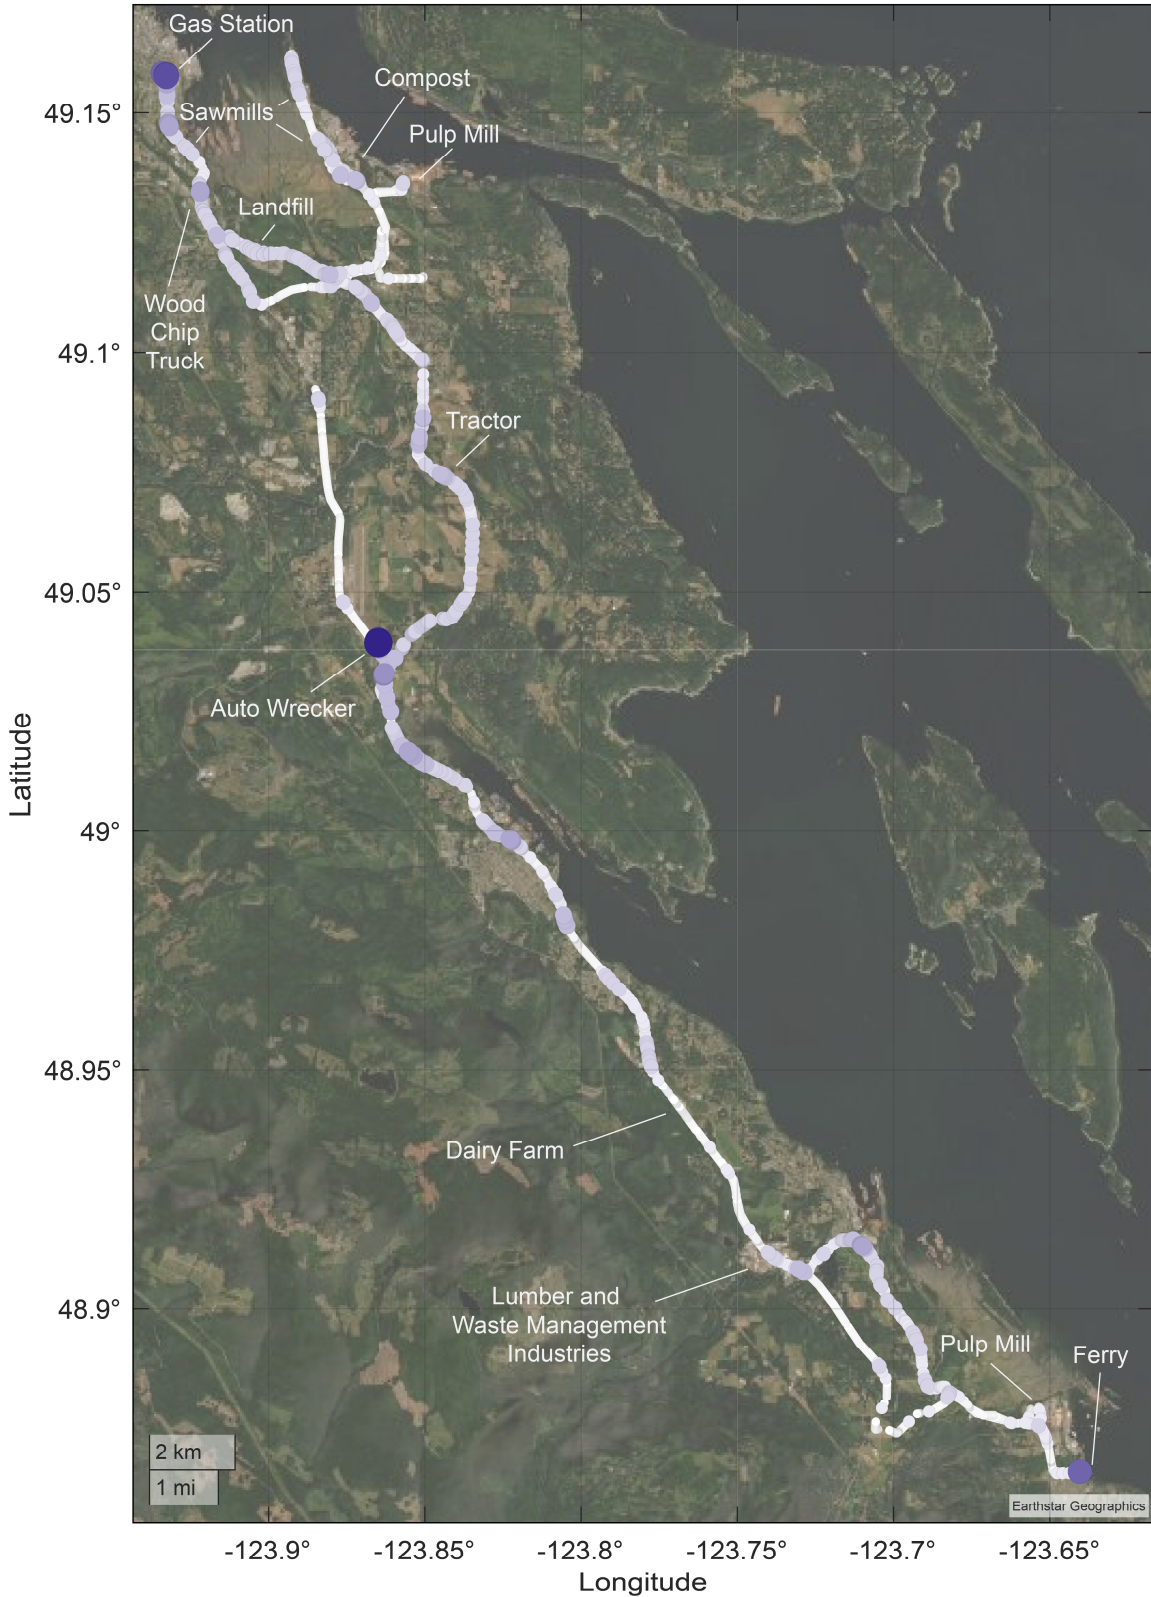 Gas Station
Compost
49.15°
Sawmills
Pulp Mill
Landfill
Wood
Chip
Truck
49.1°
Tractor
49.05°
Auto Wrecker
Latitude
49°
48.95°
Dairy Farm
Lumber and
Waste Management
Industries
48.9°
Pulp Mill
Ferry
2 km
1 mi
Earthstar Geographics
-123.9°
-123.85°
-123.8°
-123.75°
-123.7°
-123.65°
Longitude